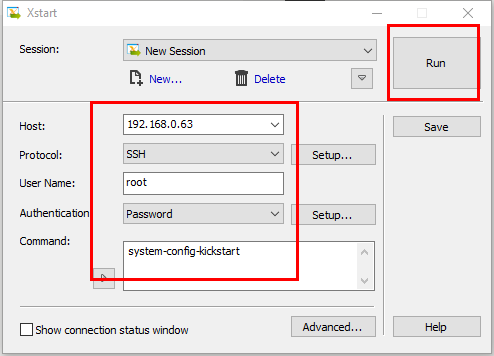 Xstart
Session:
New Session
Run
New...
Delete
Host:
192.168.0.63
Save
Protocol:
SSH
Setup...
User Name:
root
Authentication
Password
Setup...
Command:
system-config-kickstart
Show connection status window
Advanced...
Help